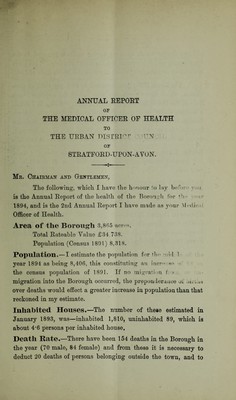 ANNUAL REPORT
OF
THE MEDICAL OFFICER OF HEALTH
TO
THE URBAN DISTRICT
OF
STRATFORD-UPON-AVON.
Mr. Chairman and Gentlemen,
The following, which I have the honour to lay before you
is the Annual Report of the health of the Borough for the year
1894, and is the 2nd Annual Report I have made as your Medical
Officer of Health.
Area of the Borough 3,865 acres.
Total Rateable Value £34 738.
Population (Census 1891) 8,318.
Population.—I estimate the population for the
year 1894 as being 8,406, this constituting an increase of
the census population of 1891. If no migration
migration into the Borough occurred, the preponderance of
over deaths would effect a greater increase in population than that
reckoned in my estimate.
Inhabited Houses.—The number of these estimated in
January 1893, was—inhabited 1,810, uninhabited 89, which is
about 4·6 persons per inhabited house.
Death Rate.—There have been 154 deaths in the Borough in
the year (70 male, 84 female) and from these it is necessary to
deduct 20 deaths of persons belonging outside the town, and to